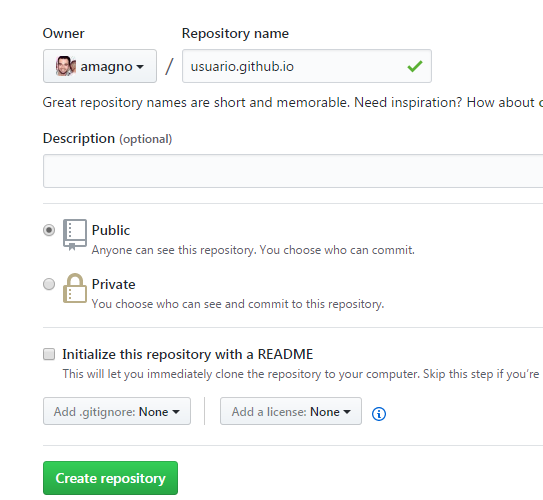 Owner
Repository name
amagno / usuario.github.io
Great repository names are short and memorable. Need inspiration? How about
Description (optional)
Public
Anyone can see this repository. You choose who can commit.
Private
You choose who can see and commit to this repository.
Initialize this repository with a README
This will let you immediately clone the repository to your computer. Skip this step if you're
Add .gitignore: None
Add a license: None
Create repository